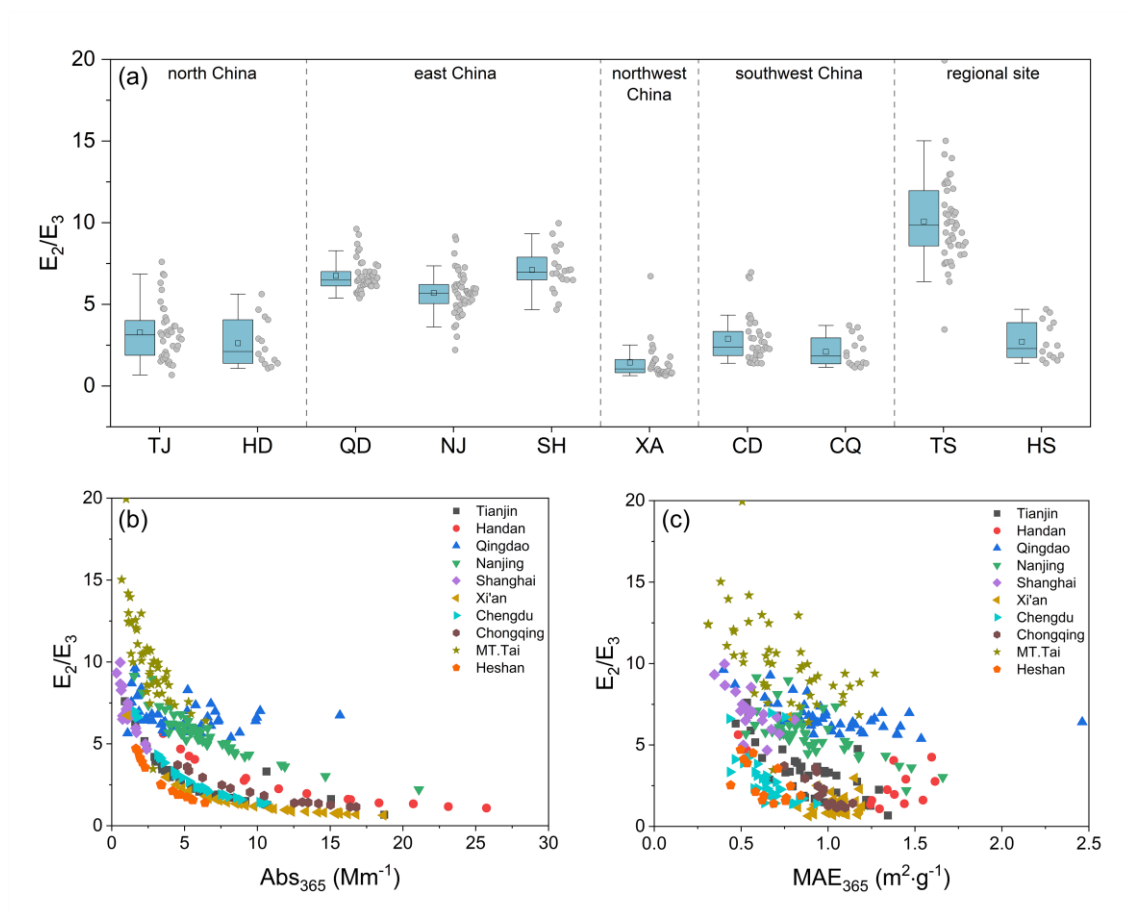 20
(a)
north China
east China
northwest
China
southwest China
regional site
15
10
5
0
E₂/E₃
TJ HD QD NJ SH XA CD CQ TS HS
20
(b)
Tianjin
Handan
Qingdao
Nanjing
Shanghai
Xi'an
Chengdu
Chongqing
MT.Tai
Heshan
15
10
5
0
E₂/E₃
0 5 10 15 20 25 30
Abs₃₆₅ (Mm⁻¹)
20
(c)
Tianjin
Handan
Qingdao
Nanjing
Shanghai
Xi'an
Chengdu
Chongqing
MT.Tai
Heshan
15
10
5
0
E₂/E₃
0.0 0.5 1.0 1.5 2.0 2.5
MAE₃₆₅ (m²·g⁻¹)